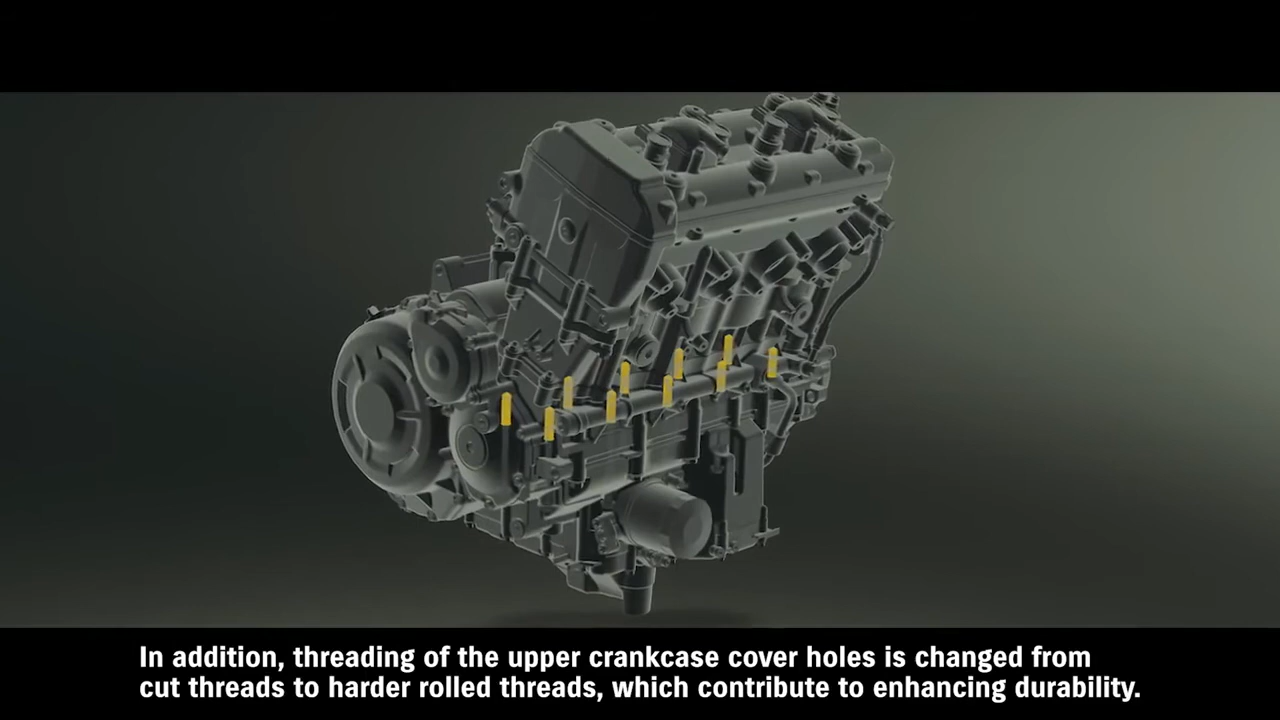 In addition, threading of the upper crankcase cover holes is changed from
cut threads to harder rolled threads, which contribute to enhancing durability.